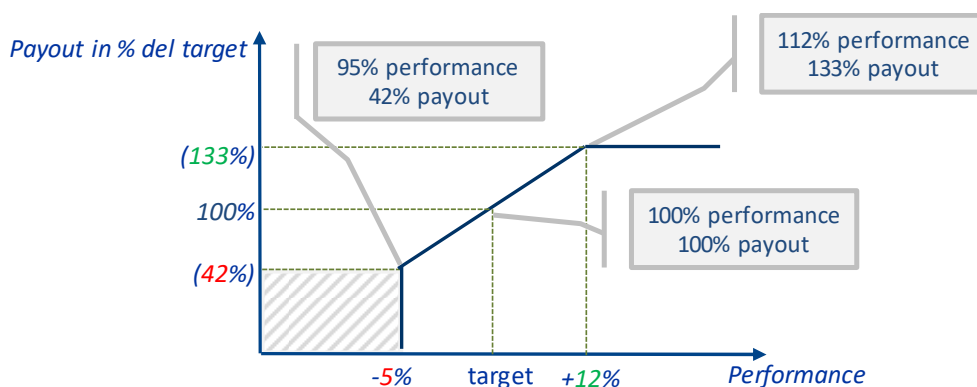 Payout in % del target
95% performance
42% payout
112% performance
133% payout
(133%)
100%
100% performance
100% payout
(42%)
-5%
target
+12%
Performance